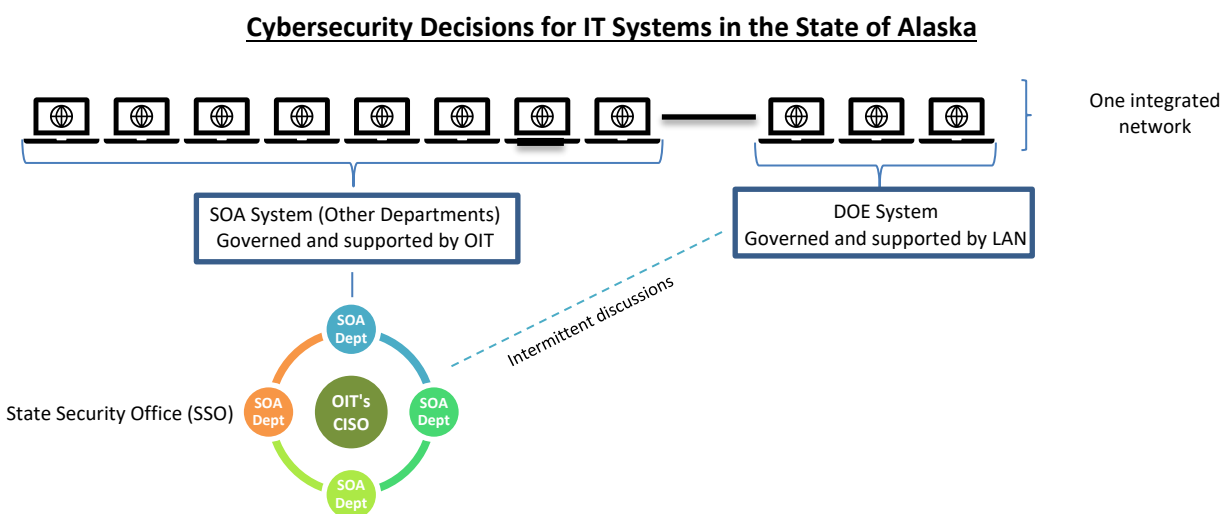 Cybersecurity Decisions for IT Systems in the State of Alaska
One integrated
network
SOA System (Other Departments)
Governed and supported by OIT
DOE System
Governed and supported by LAN
Intermittent discussions
SOA
Dept
State Security Office (SSO)
SOA
Dept
OIT's
CISO
SOA
Dept
SOA
Dept